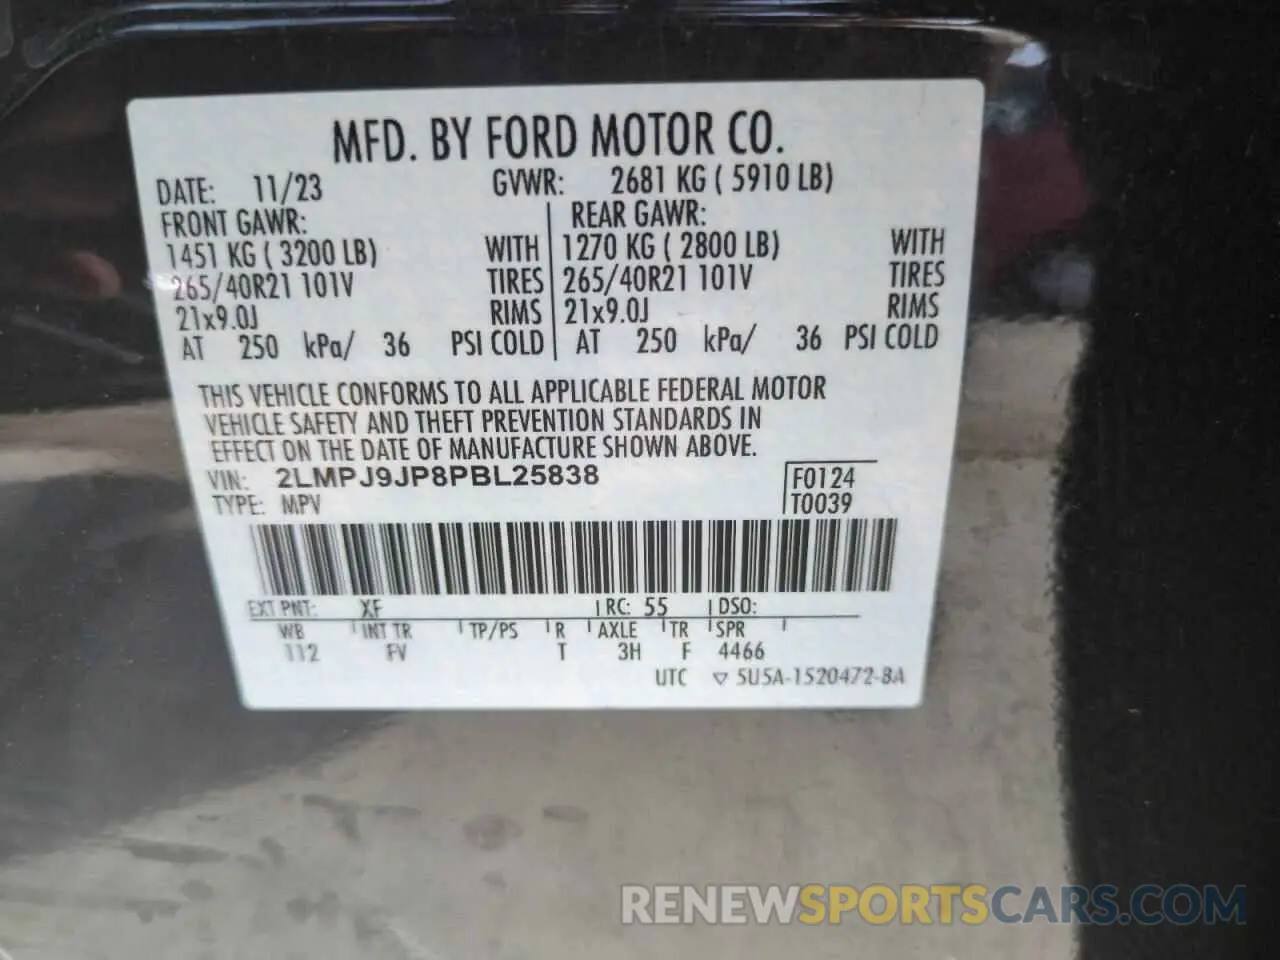 MFD. BY FORD MOTOR CO.
DATE: 11/23 GVWR: 2681 KG ( 5910 LB)
FRONT GAWR: REAR GAWR:
1451 KG ( 3200 LB) WITH 1270 KG ( 2800 LB) WITH
265/40R21 101V TIRES 265/40R21 101V TIRES
21x9.0J RIMS 21x9.0J RIMS
AT 250 kPa/ 36 PSI COLD AT 250 kPa/ 36 PSI COLD
THIS VEHICLE CONFORMS TO ALL APPLICABLE FEDERAL MOTOR
VEHICLE SAFETY AND THEFT PREVENTION STANDARDS IN
EFFECT ON THE DATE OF MANUFACTURE SHOWN ABOVE.
VIN: 2LMPJ9JP8PBL25838 F0124
TYPE: MPV T0039
EXT PNT: XF RC: 55 DSO:
WB INT TR TP/PS R AXLE TR SPR
112 FV T 3H F 4466
UTC ▽ 5U5A-1520472-BA
RENEWSPORTSCARS.COM